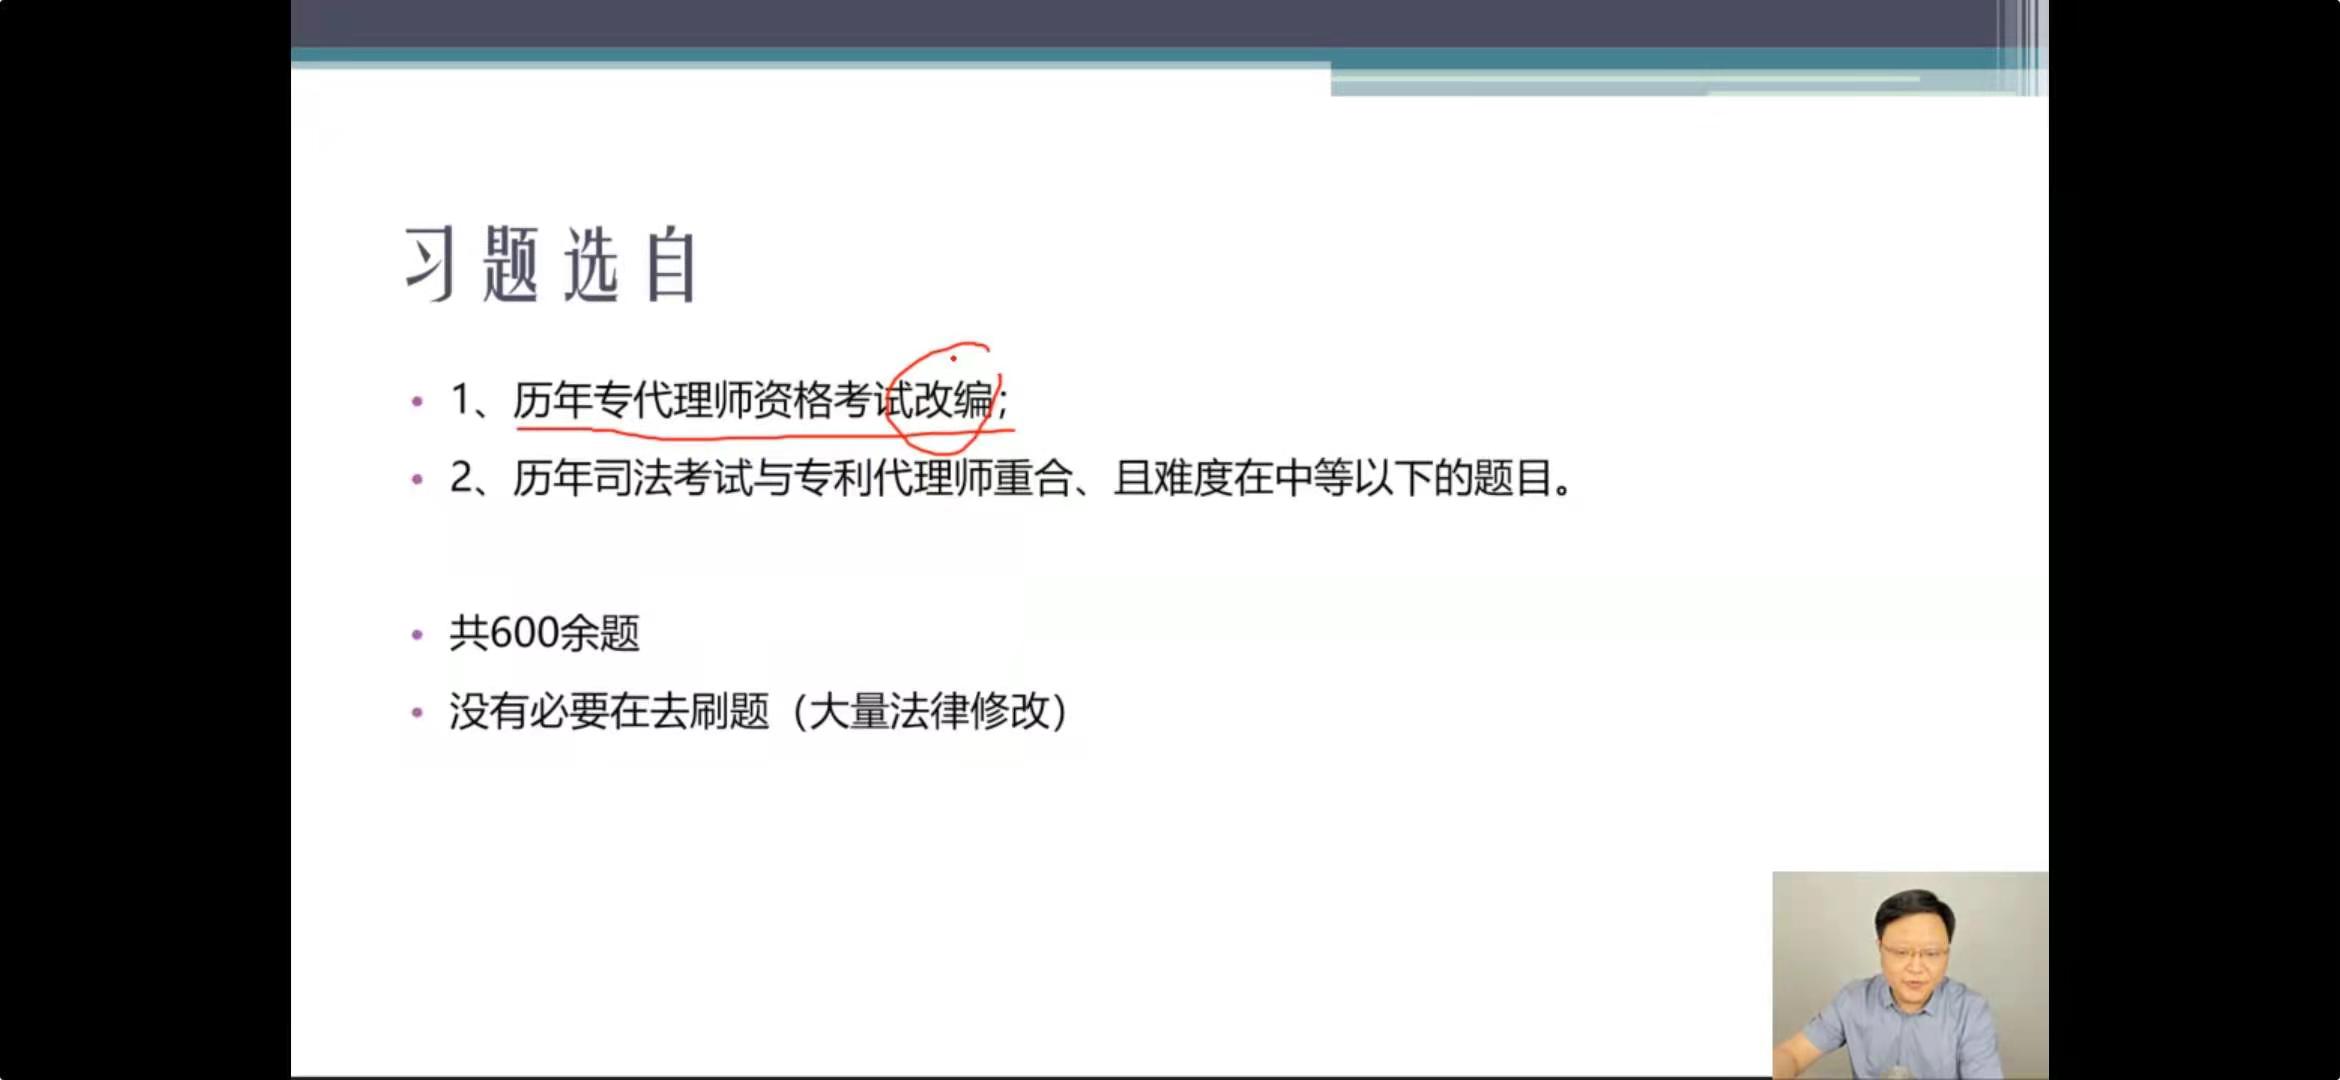 习题选自
1、历年专代理师资格考试改编;
2、历年司法考试与专利代理师重合、且难度在中等以下的题目。
共600余题
没有必要在去刷题（大量法律修改）